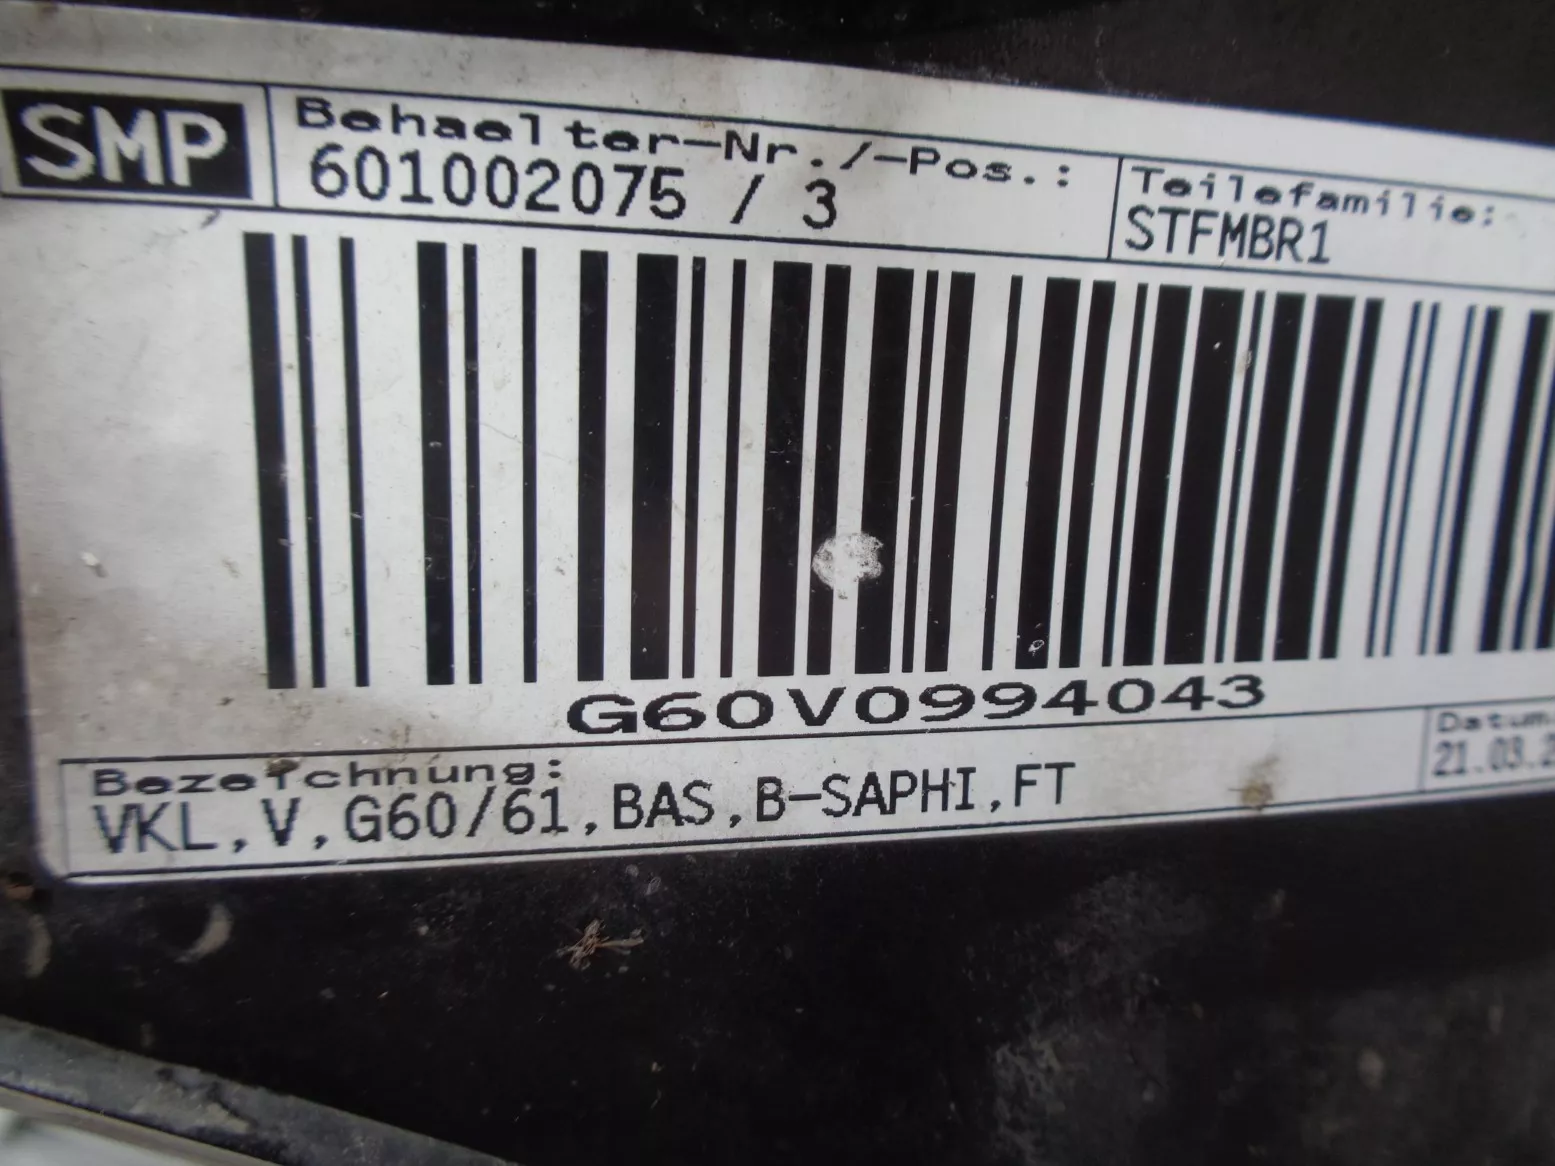 SMP
Behaelter-Nr./-Pos.:
601002075 / 3
Teilefamilie:
STFMBR1
G60V0994043
Bezeichnung:
VKL,V,G60/61,BAS,B-SAPHI,FT
Datum
21.03.2